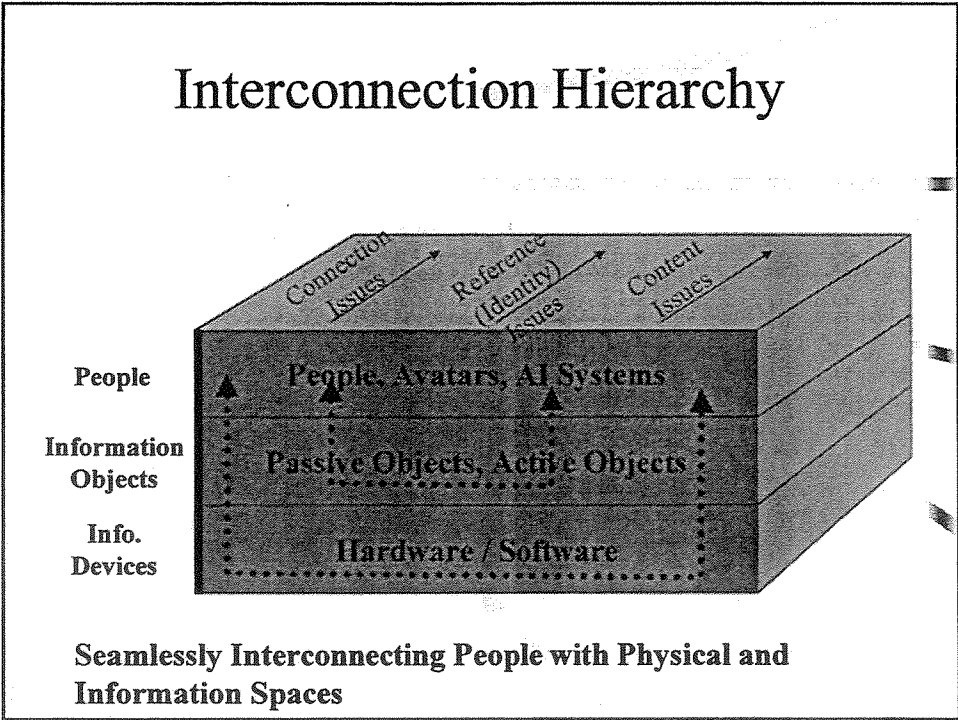 Interconnection Hierarchy
Connection
Issues
Reference
(Identity)
Issues
Content
Issues
People
People, Avatars, AI Systems
Information
Objects
Passive Objects, Active Objects
Info.
Devices
Hardware / Software
Seamlessly Interconnecting People with Physical and
Information Spaces